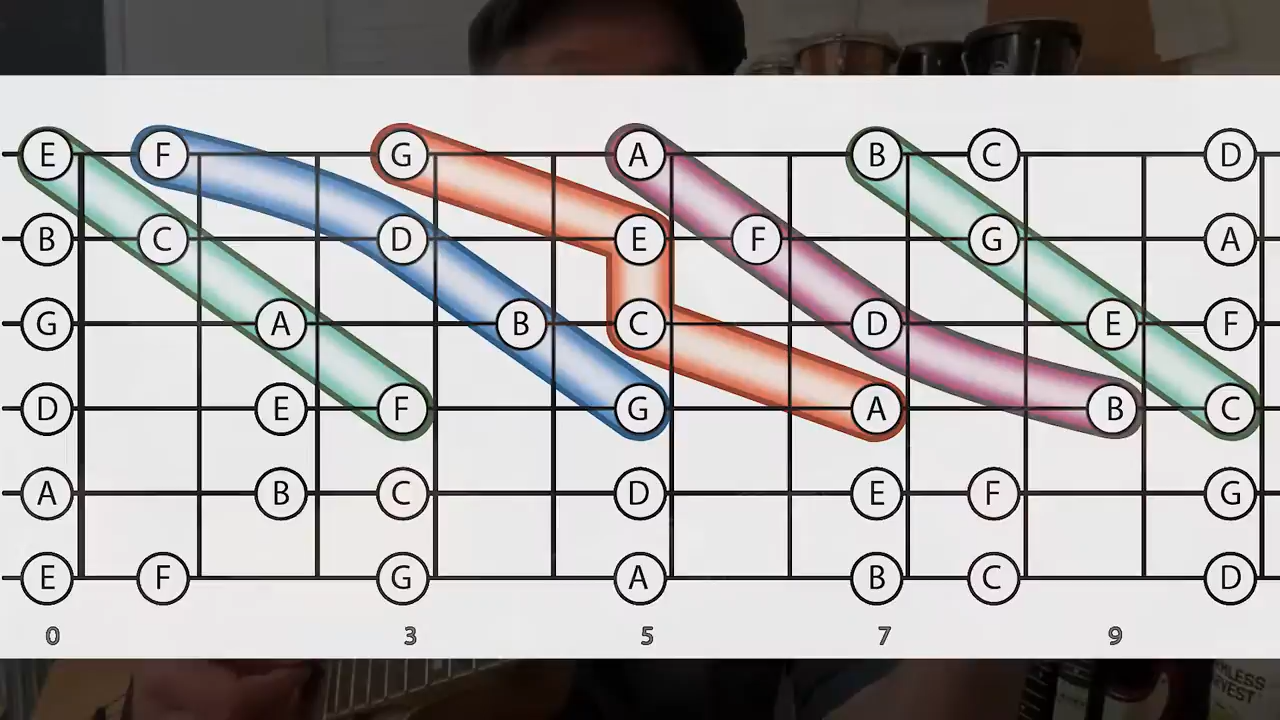 E F G A B C D
B C D E F G A
G A B C D E F
D E F G A B C
A B C D E F G
E F G A B C D
0 3 5 7 9